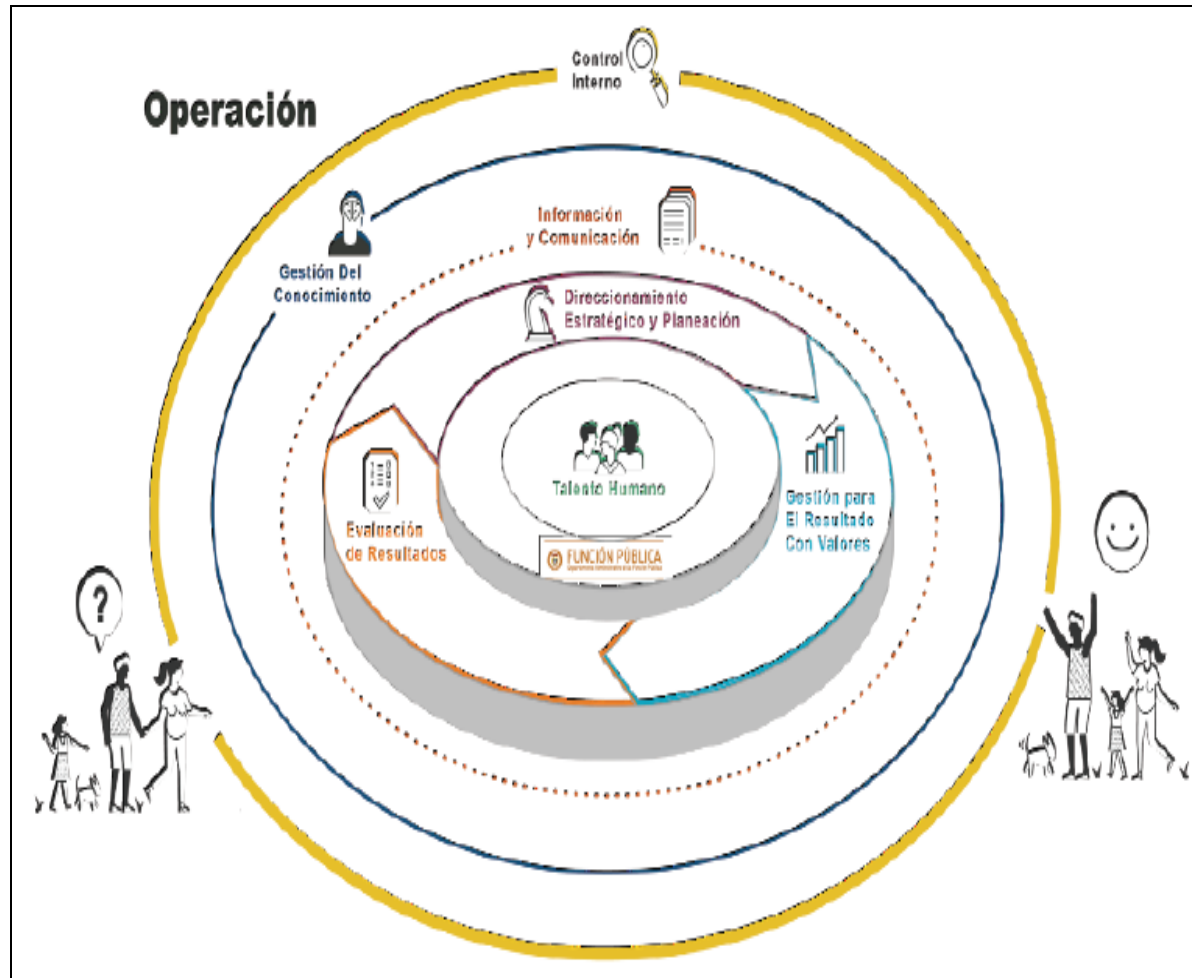 Control
Interno
Operación
Información
y Comunicación
Gestión Del
Conocimiento
Direccionamiento
Estratégico y Planeación
Talento Humano
Gestión para
El Resultado
Con Valores
Evaluación
de Resultados
FUNCIÓN PÚBLICA
?